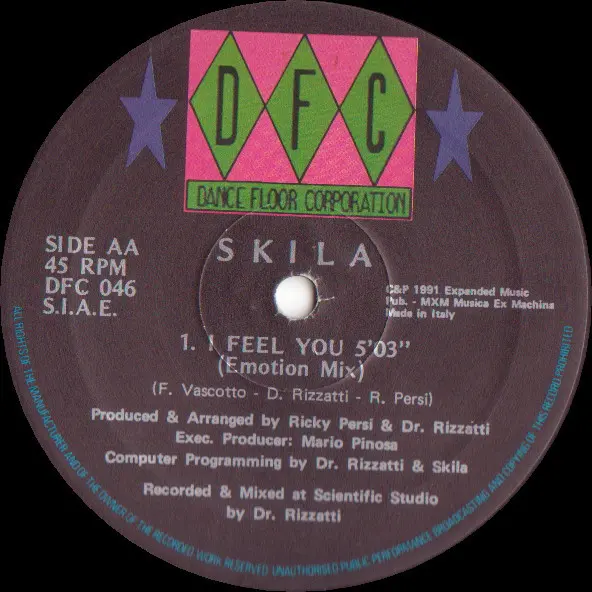 DFC
DANCE FLOOR CORPORATION
SKILA
SIDE AA
45 RPM
DFC 046
S.I.A.E.
C&P 1991 Expanded Music
Pub. - MXM Musica Ex Machina
Made in Italy
1. I FEEL YOU 5'03"
(Emotion Mix)
(F. Vascotto - D. Rizzatti - R. Persi)
Produced & Arranged by Ricky Persi & Dr. Rizzatti
Exec. Producer: Mario Pinosa
Computer Programming by Dr. Rizzatti & Skila
Recorded & Mixed at Scientific Studio
by Dr. Rizzatti
ALL RIGHTS OF THE MANUFACTURER AND OF THE OWNER OF THE RECORDED WORK RESERVED UNAUTHORISED PUBLIC PERFORMANCE BROADCASTING AND COPYING OF THIS RECORD PROHIBITED